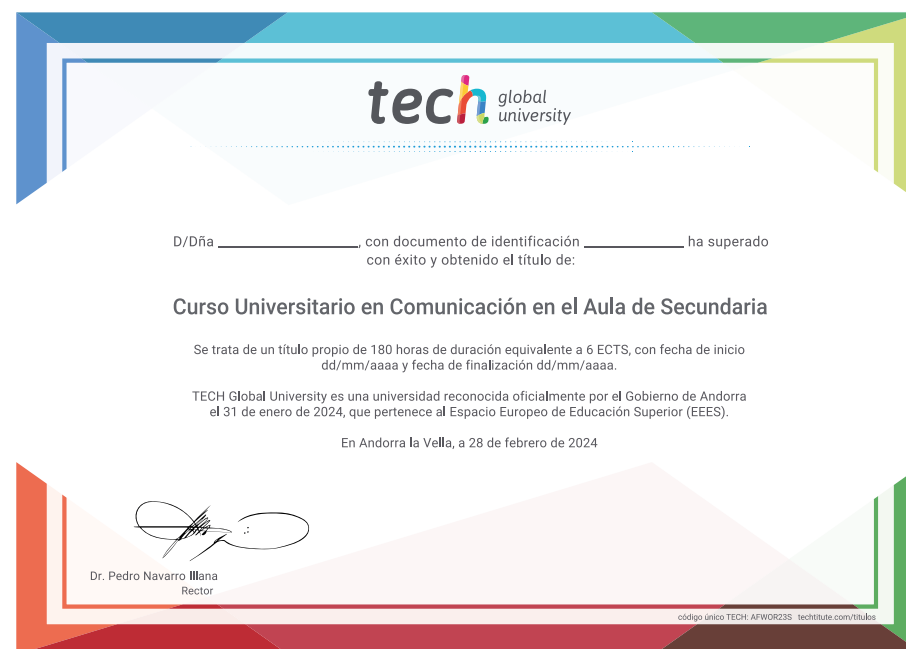 tech global university
D/Dña ____________________, con documento de identificación ______________ ha superado
con éxito y obtenido el título de:
Curso Universitario en Comunicación en el Aula de Secundaria
Se trata de un título propio de 180 horas de duración equivalente a 6 ECTS, con fecha de inicio
dd/mm/aaaa y fecha de finalización dd/mm/aaaa.
TECH Global University es una universidad reconocida oficialmente por el Gobierno de Andorra
el 31 de enero de 2024, que pertenece al Espacio Europeo de Educación Superior (EEES).
En Andorra la Vella, a 28 de febrero de 2024
Dr. Pedro Navarro Illana
Rector
código único TECH: AFWOR23S techtitute.com/titulos